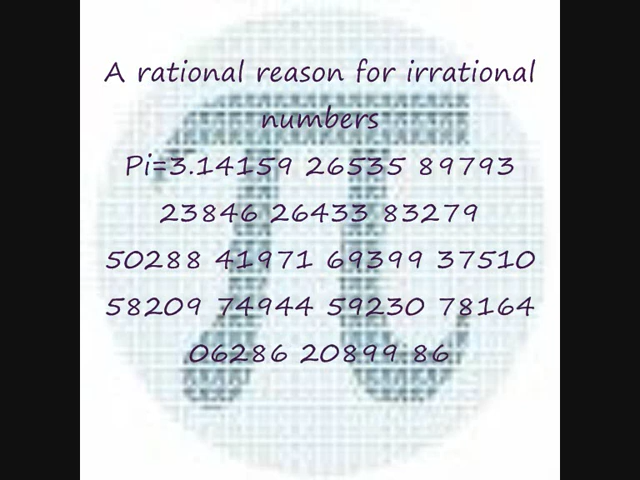 A rational reason for irrational
numbers
Pi=3.14159 26535 89793
23846 26433 83279
50288 41971 69399 37510
58209 74944 59230 78164
06286 20899 86